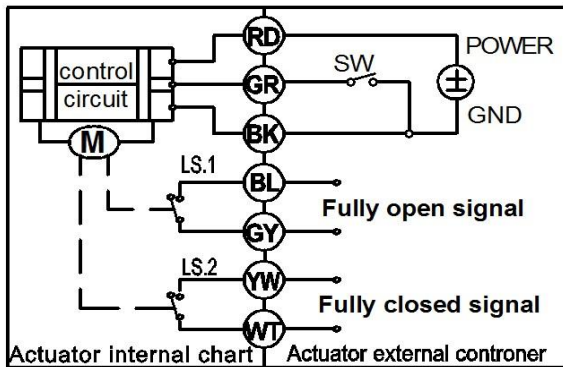 RD
POWER
control
SW
GR
circuit
GND
BK
M
LS.1
BL
Fully open signal
GY
LS.2
YW
Fully closed signal
WT
Actuator internal chart
Actuator external controner